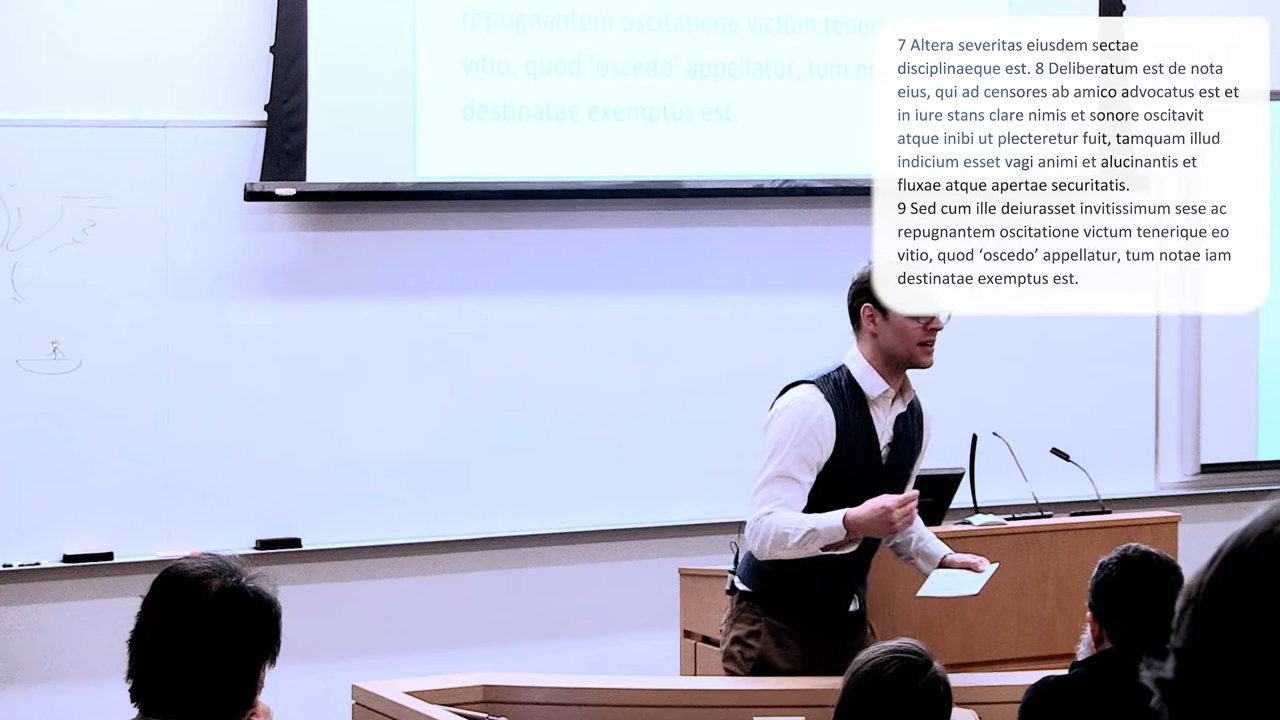 repugnantem oscitatione victum tener
vitio, quod ‘oscedo’ appellatur, tum no
destinatae exemptus est
7 Altera severitas eiusdem sectae
disciplinaeque est. 8 Deliberatum est de nota
eius, qui ad censores ab amico advocatus est et
in iure stans clare nimis et sonore oscitavit
atque inibi ut plecteretur fuit, tamquam illud
indicium esset vagi animi et alucinantis et
fluxae atque apertae securitatis.
9 Sed cum ille deiurasset invitissimum sese ac
repugnantem oscitatione victum tenerique eo
vitio, quod ‘oscedo’ appellatur, tum notae iam
destinatae exemptus est.